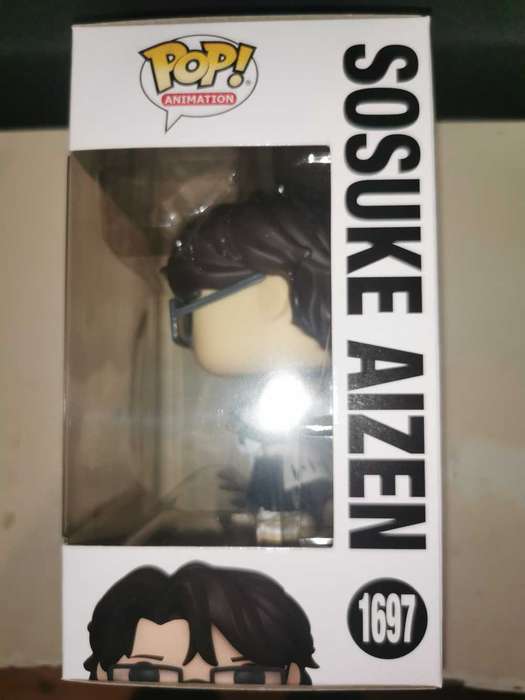 POP!
ANIMATION
SOSUKE AIZEN
1697